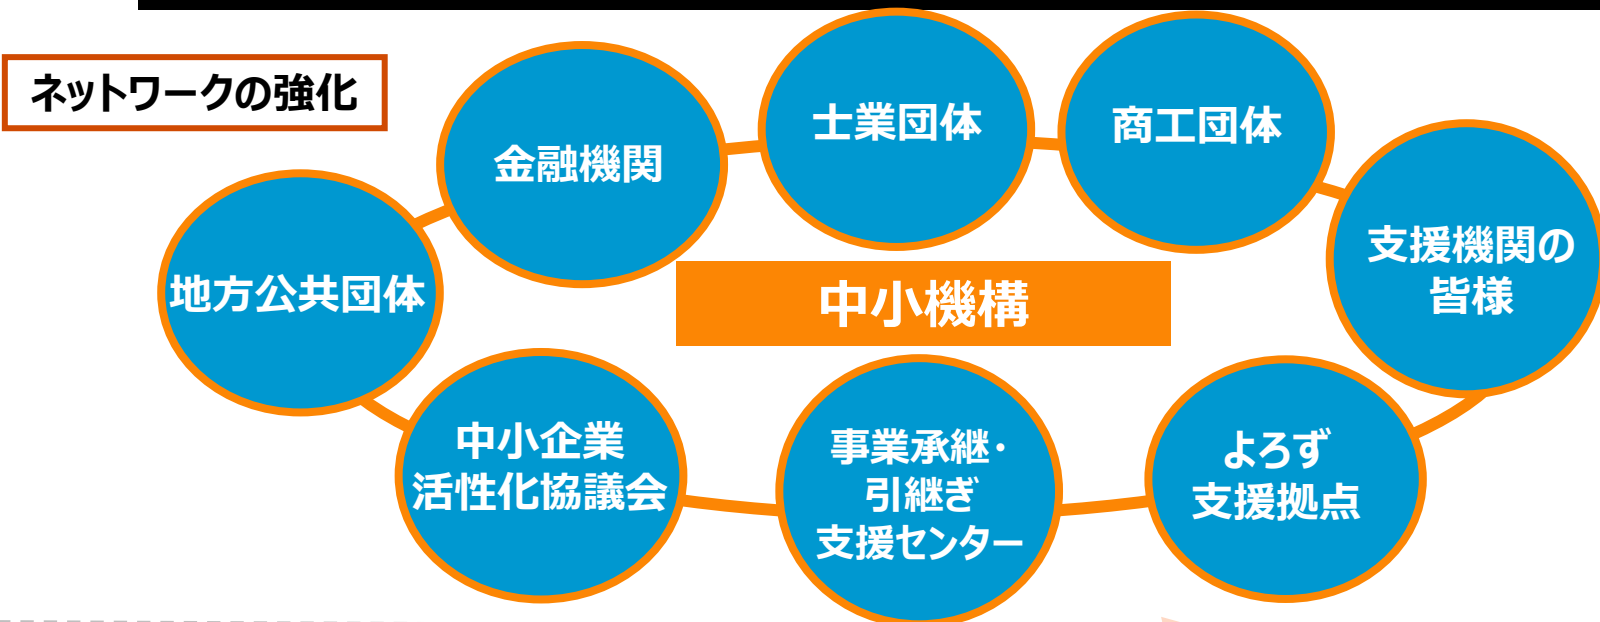 ネットワークの強化
士業団体
商工団体
金融機関
支援機関の
皆様
地方公共団体
中小機構
中小企業
活性化協議会
事業承継・
引継ぎ
支援センター
よろず
支援拠点